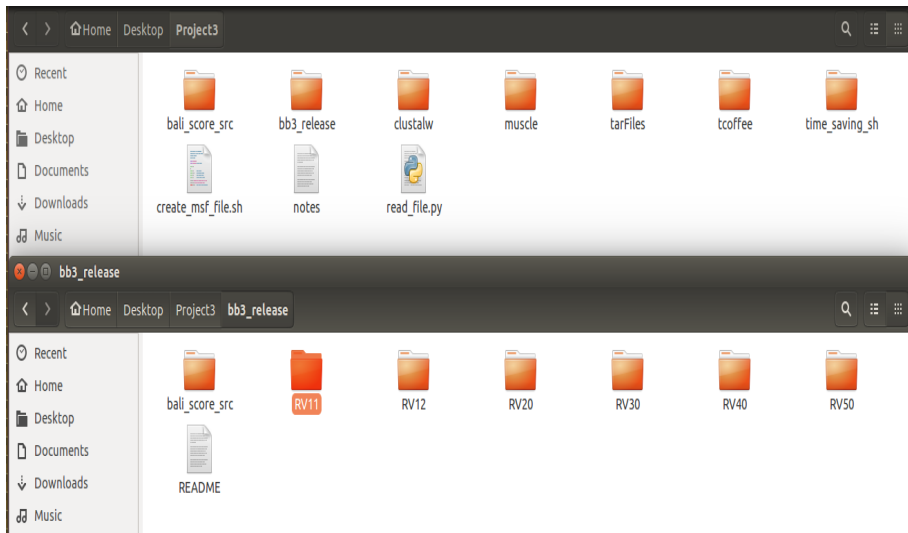 Home Desktop Project3
Recent
Home
Desktop
Documents
Downloads
Music
bali_score_src bb3_release clustalw muscle tarFiles tcoffee time_saving_sh
create_msf_file.sh notes read_file.py
bb3_release
Home Desktop Project3 bb3_release
Recent
Home
Desktop
Documents
Downloads
Music
bali_score_src RV11 RV12 RV20 RV30 RV40 RV50
README